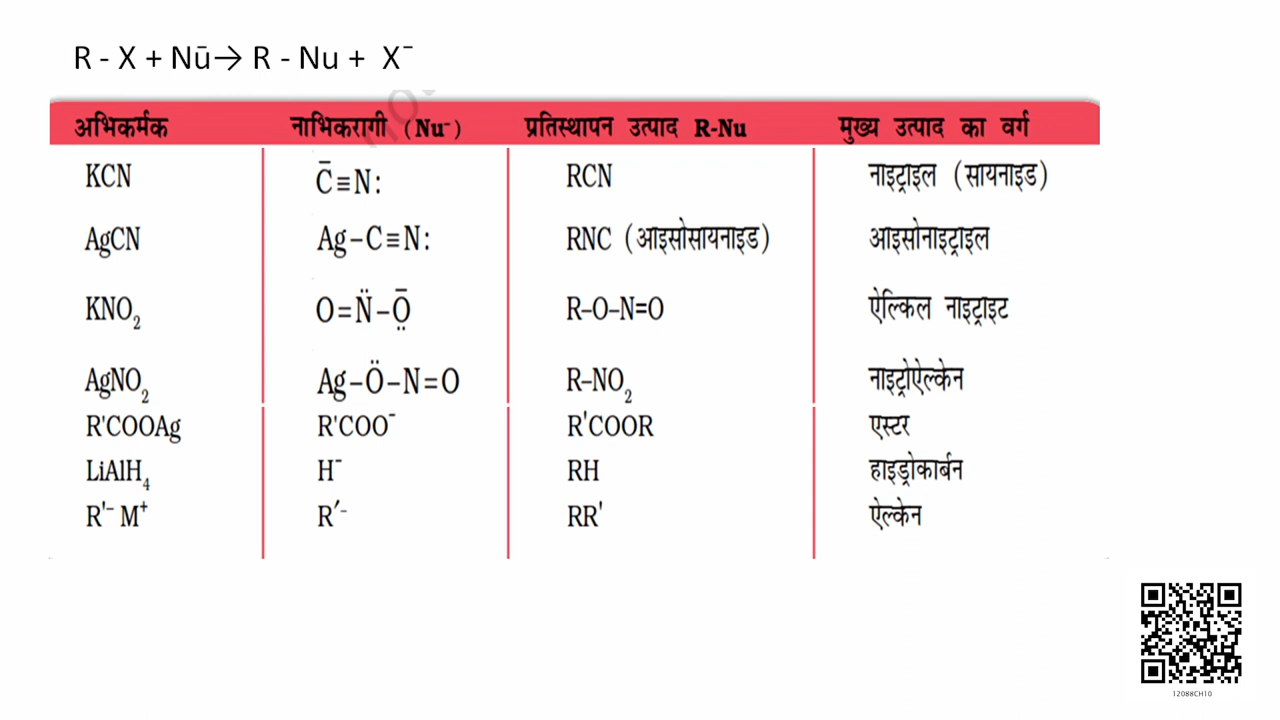 R - X + Nū→ R - Nu + X⁻
अभिकर्मक नाभिकरागी (Nu⁻) प्रतिस्थापन उत्पाद R-Nu मुख्य उत्पाद का वर्ग
KCN C̄≡N: RCN नाइट्राइल (सायनाइड)
AgCN Ag–C≡N: RNC (आइसोसायनाइड) आइसोनाइट्राइल
KNO₂ O=N̈–Ō̤ R–O–N=O ऐल्किल नाइट्राइट
AgNO₂ Ag–Ö–N=O R–NO₂ नाइट्रोऐल्केन
R'COOAg R'COO⁻ R'COOR एस्टर
LiAlH₄ H⁻ RH हाइड्रोकार्बन
R'⁻ M⁺ R′⁻ RR' ऐल्केन
12088CH10